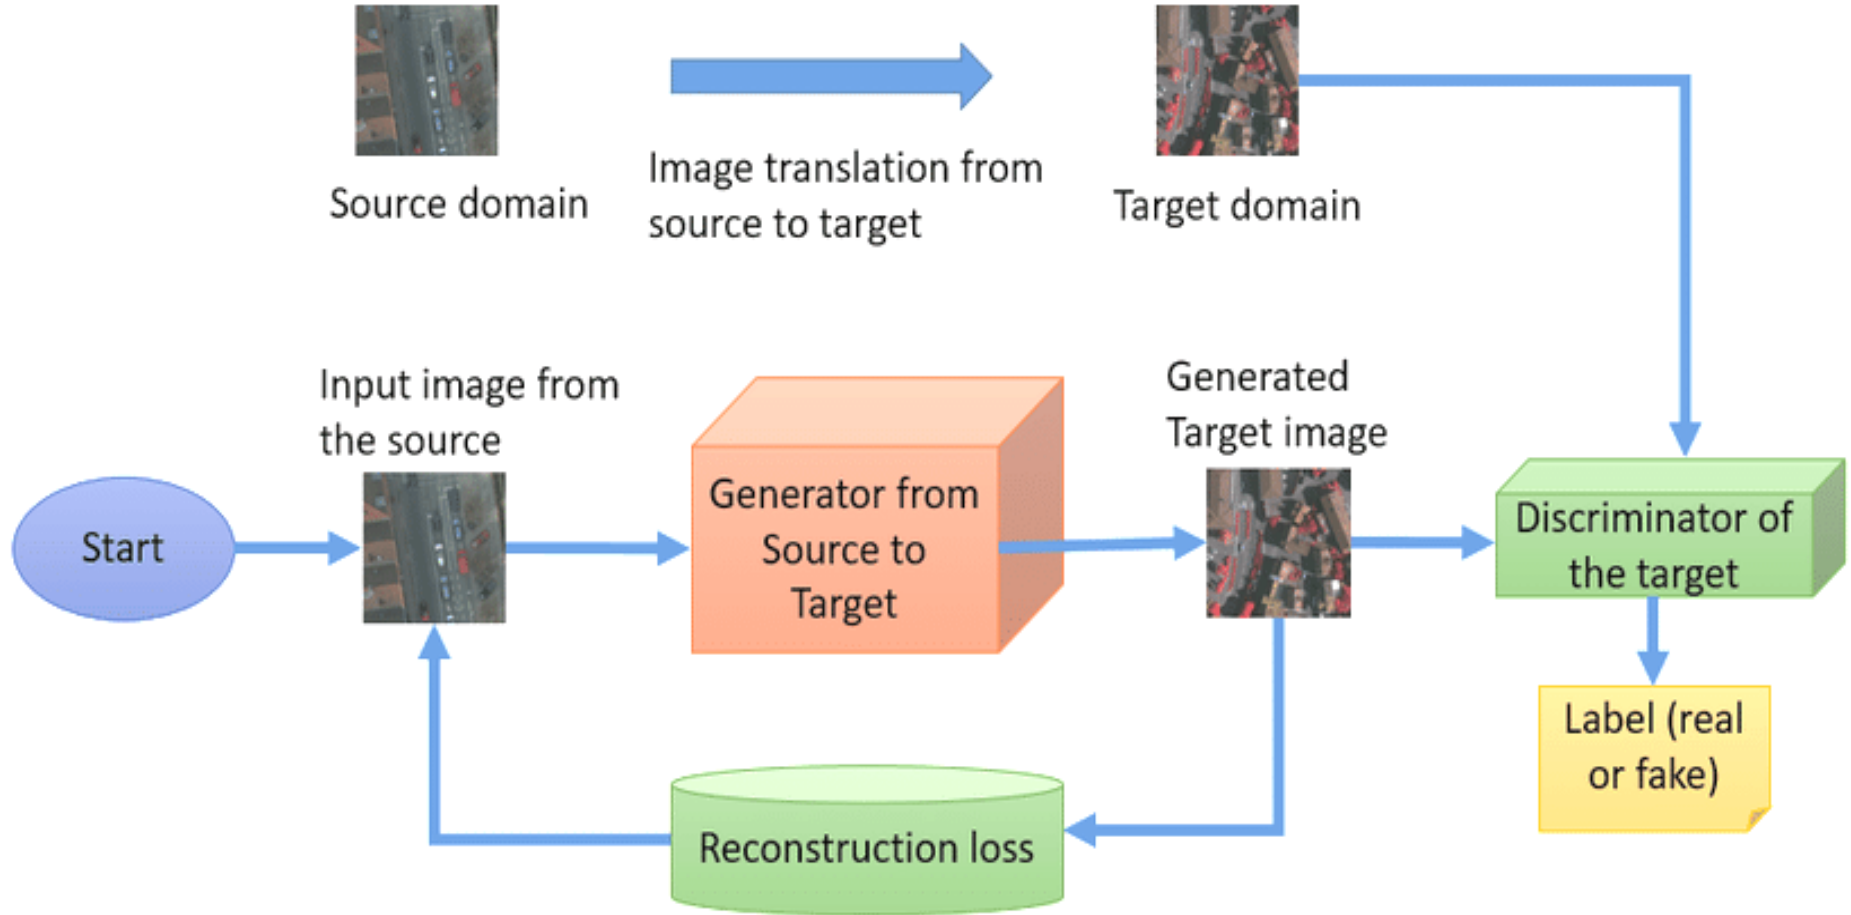 Source domain
Image translation from
source to target
Target domain
Input image from
the source
Generated
Target image
Start
Generator from
Source to
Target
Discriminator of
the target
Label (real
or fake)
Reconstruction loss